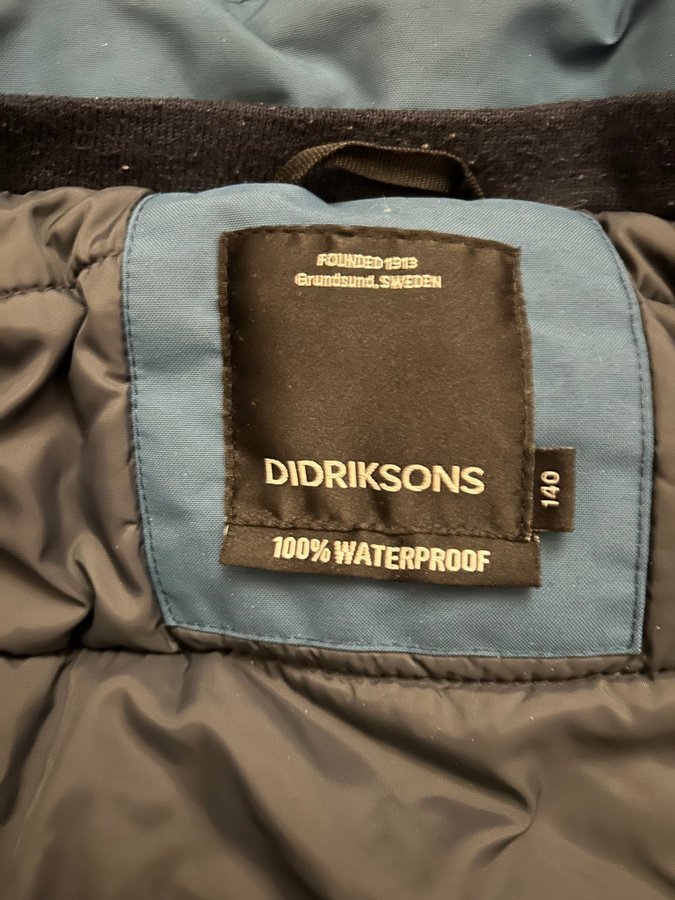 FOUNDED 1913
Grundsund, SWEDEN
DIDRIKSONS
140
100% WATERPROOF